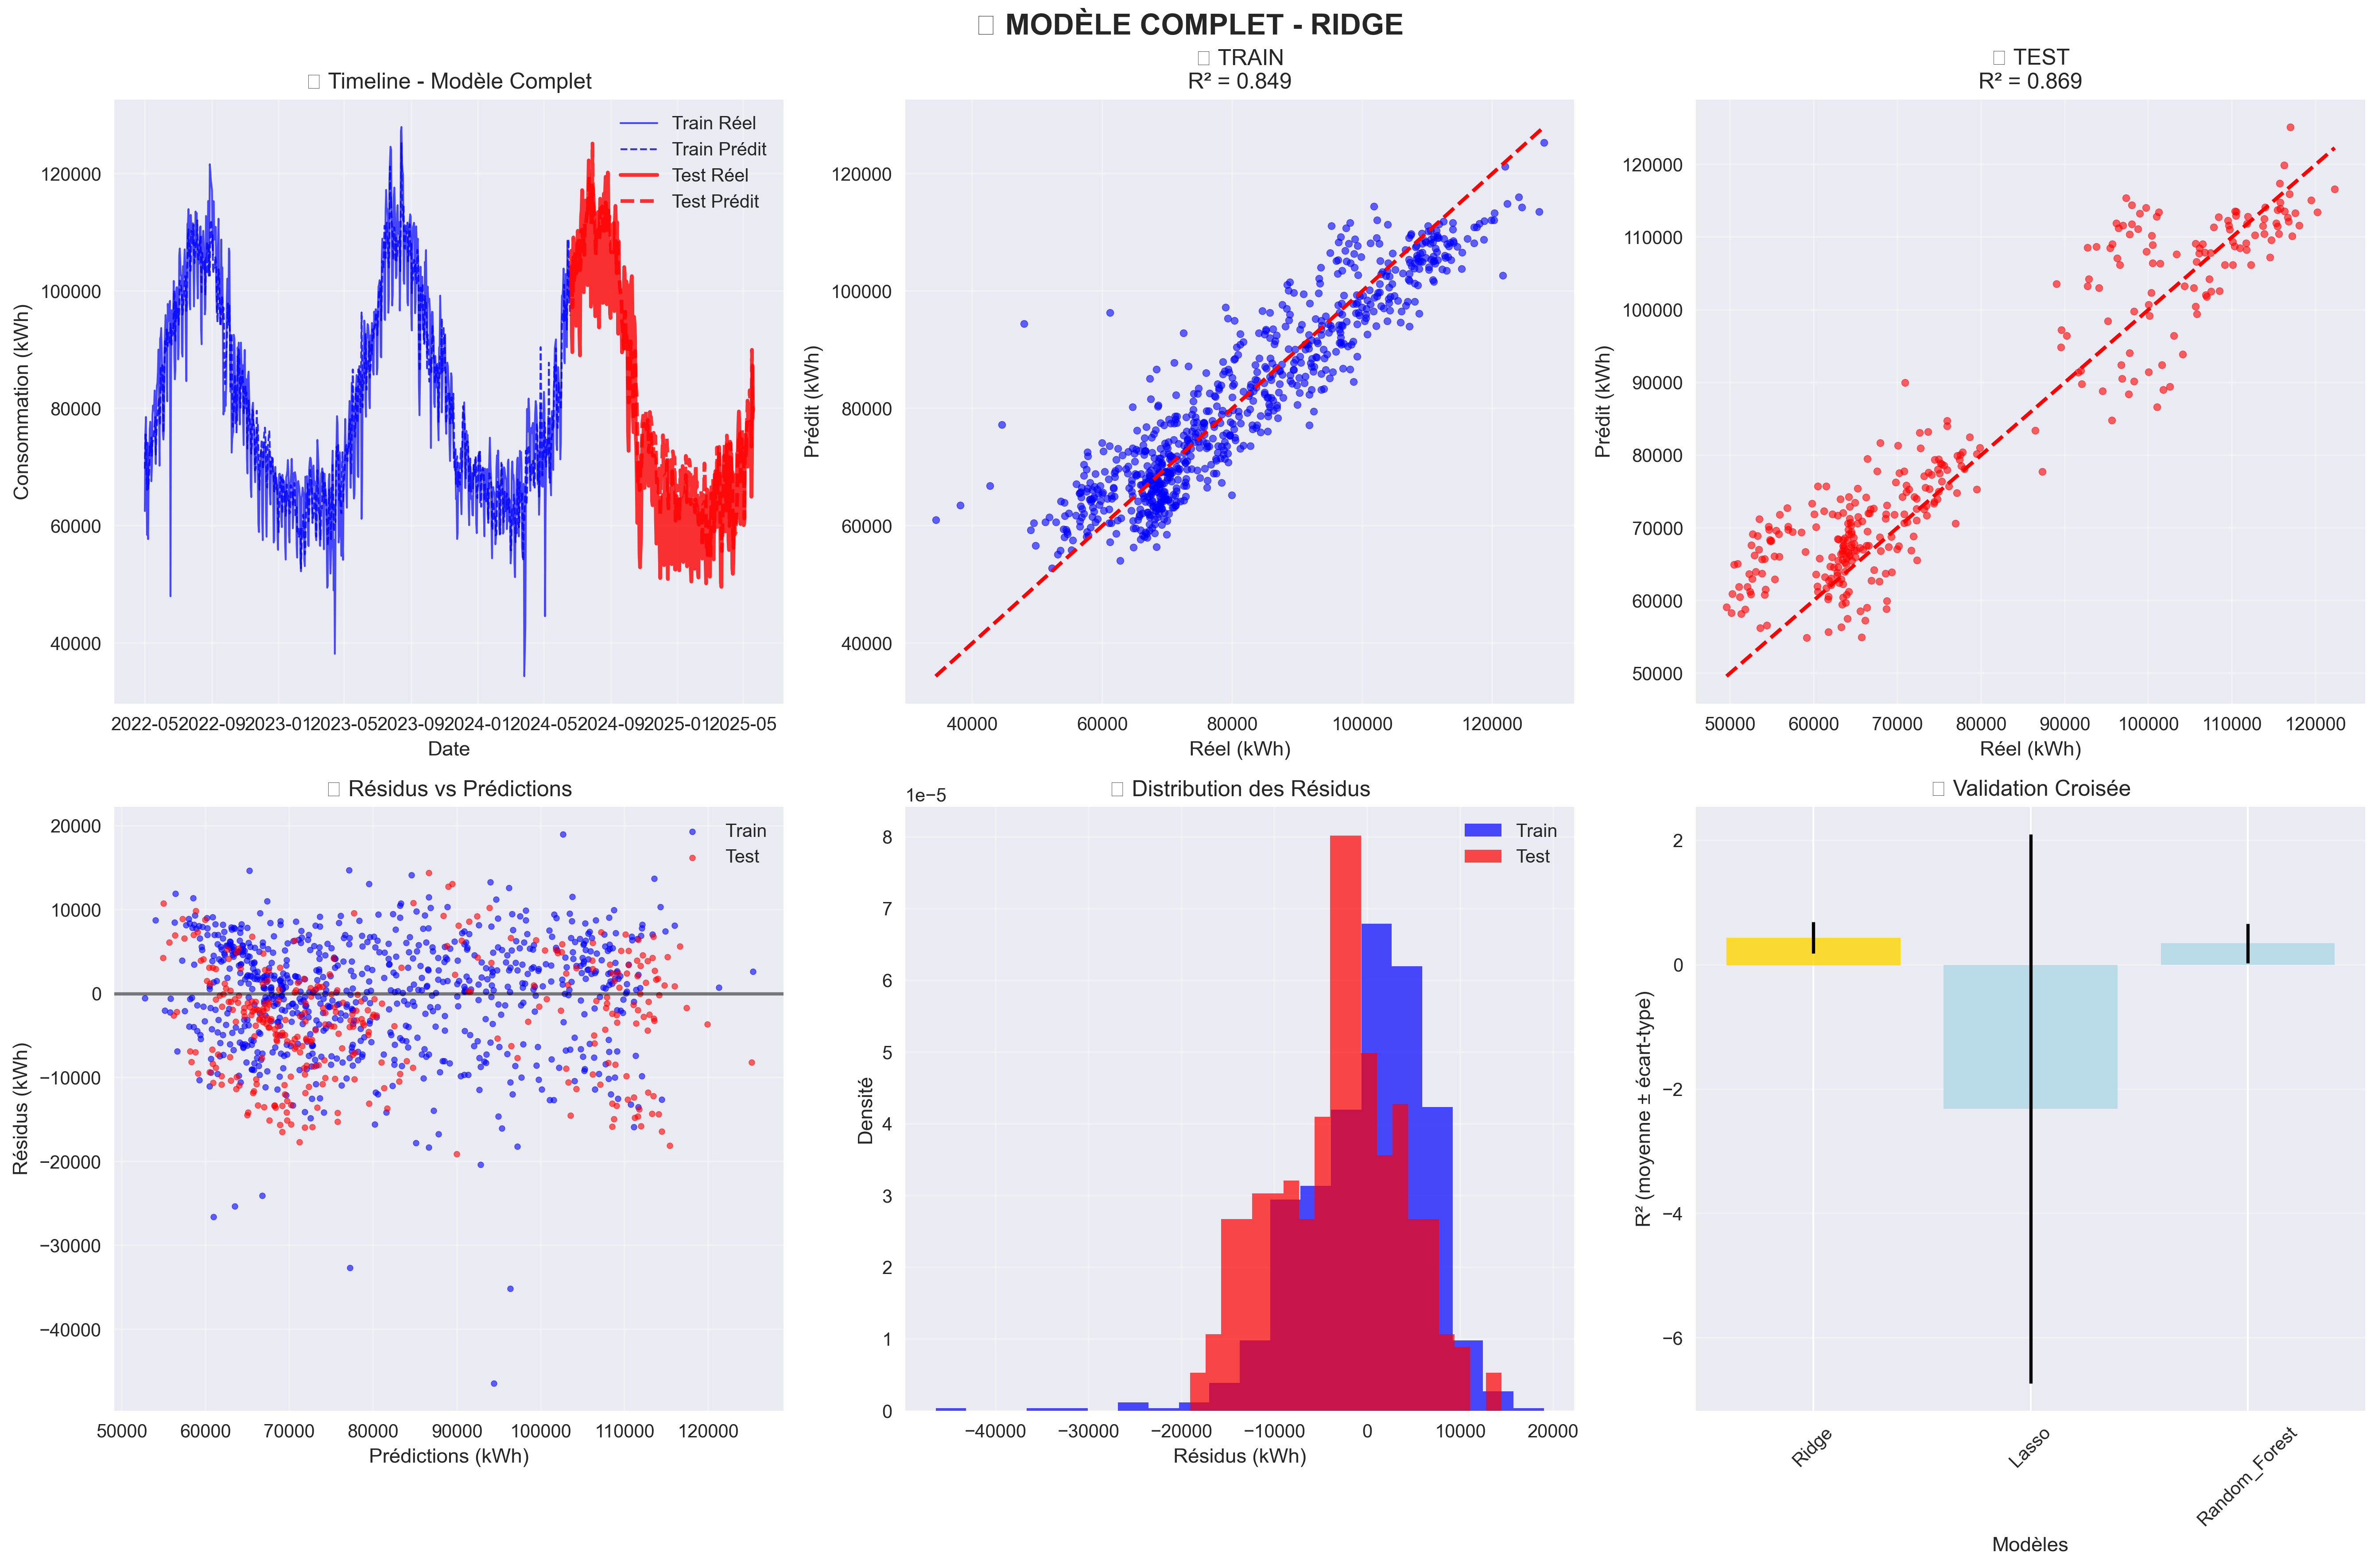 MODÈLE COMPLET - RIDGE
Timeline - Modèle Complet
Train Réel
Train Prédit
Test Réel
Test Prédit
Consommation (kWh)
120000
100000
80000
60000
40000
2022-05 2022-09 2023-01 2023-05 2023-09 2024-01 2024-05 2024-09 2025-01 2025-05
Date
TRAIN
R² = 0.849
Prédit (kWh)
120000
100000
80000
60000
40000
40000 60000 80000 100000 120000
Réel (kWh)
TEST
R² = 0.869
Prédit (kWh)
120000
110000
100000
90000
80000
70000
60000
50000
50000 60000 70000 80000 90000 100000 110000 120000
Réel (kWh)
Résidus vs Prédictions
Train
Test
Résidus (kWh)
20000
10000
0
−10000
−20000
−30000
−40000
50000 60000 70000 80000 90000 100000 110000 120000
Prédictions (kWh)
Distribution des Résidus
1e−5
Train
Test
Densité
8
7
6
5
4
3
2
1
0
−40000 −30000 −20000 −10000 0 10000 20000
Résidus (kWh)
Validation Croisée
R² (moyenne ± écart-type)
2
0
−2
−4
−6
Ridge
Lasso
Random_Forest
Modèles